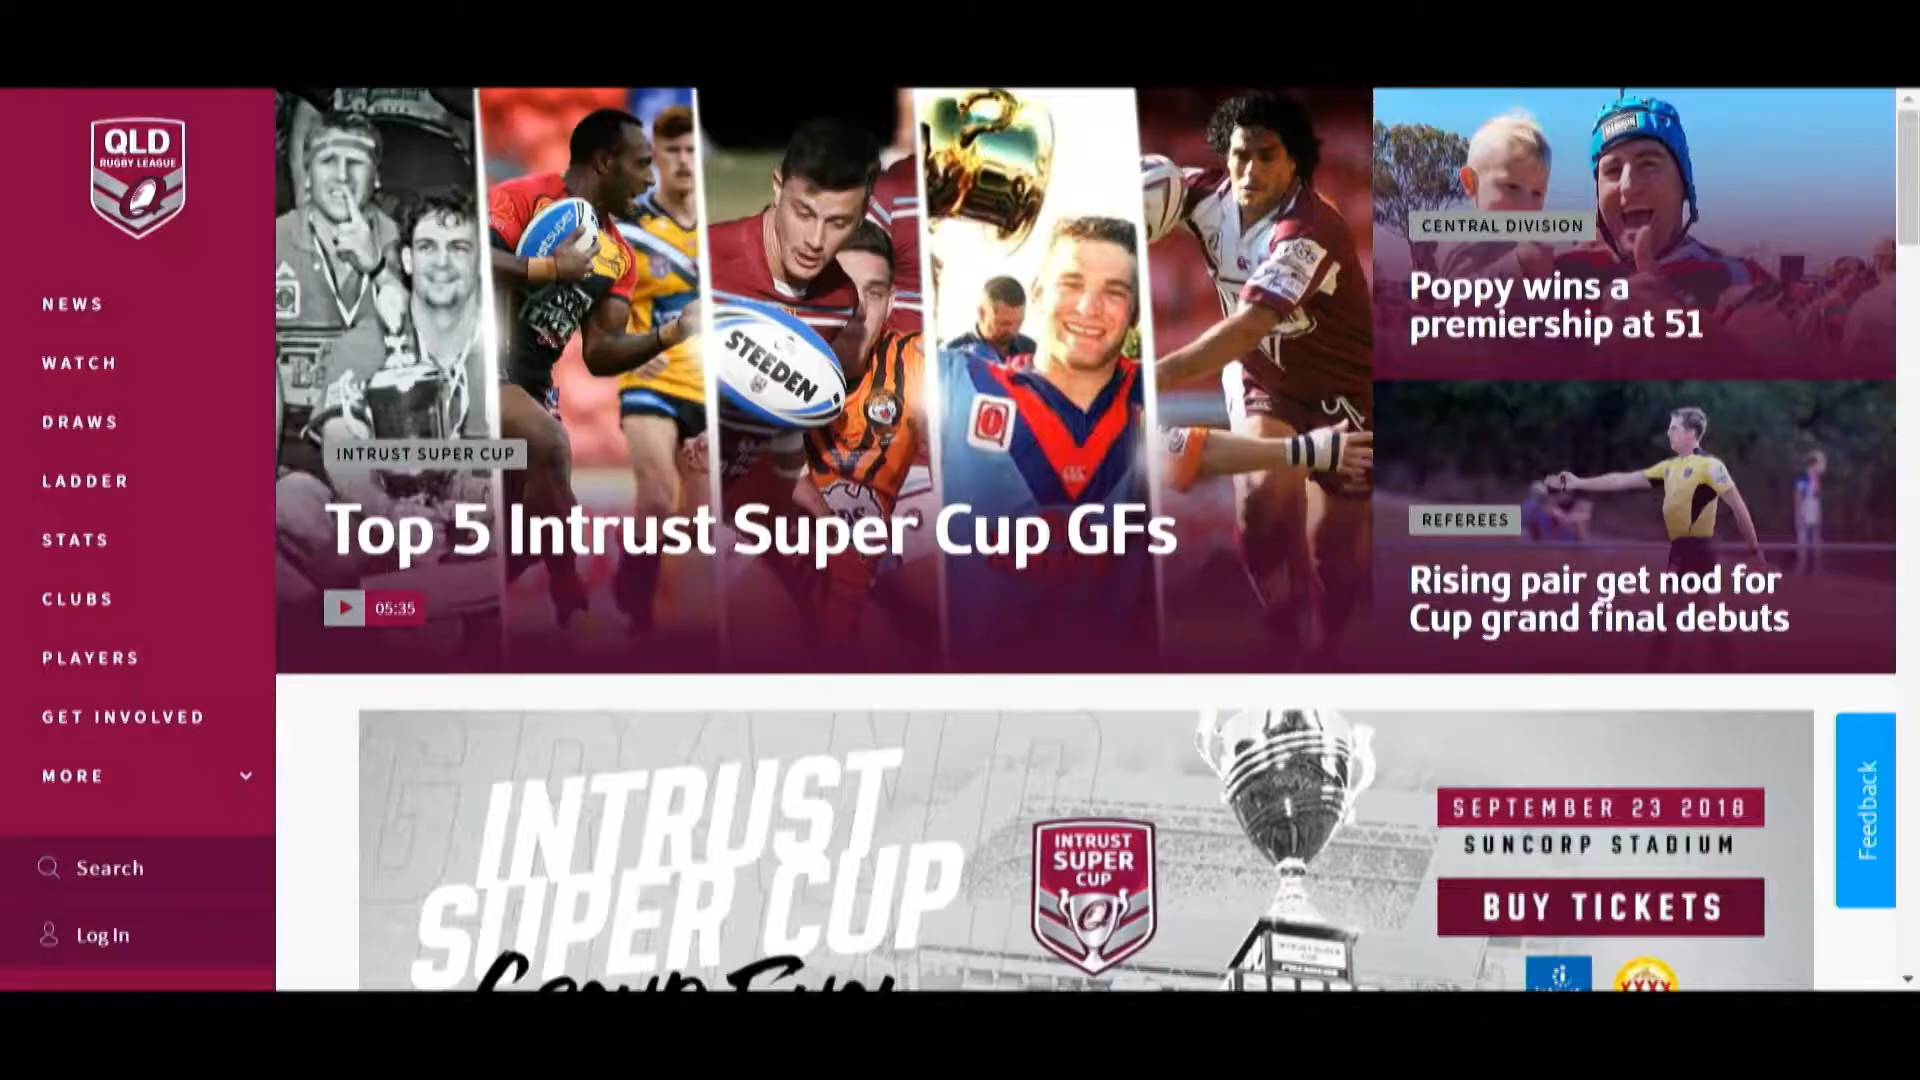 QLD
RUGBY LEAGUE
NEWS
WATCH
DRAWS
LADDER
STATS
CLUBS
PLAYERS
GET INVOLVED
MORE
Search
Log In
STEEDEN
INTRUST SUPER CUP
Top 5 Intrust Super Cup GFs
05:35
CENTRAL DIVISION
Poppy wins a
premiership at 51
REFEREES
Rising pair get nod for
Cup grand final debuts
INTRUST
SUPER CUP
INTRUST
SUPER
CUP
SEPTEMBER 23 2018
SUNCORP STADIUM
BUY TICKETS
XXXX
Feedback